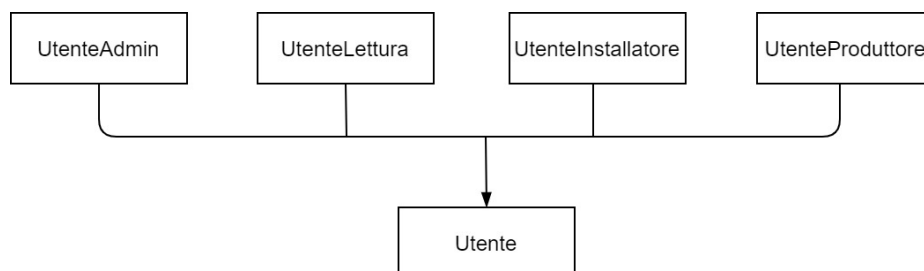 UtenteAdmin
UtenteLettura
UtenteInstallatore
UtenteProduttore
Utente